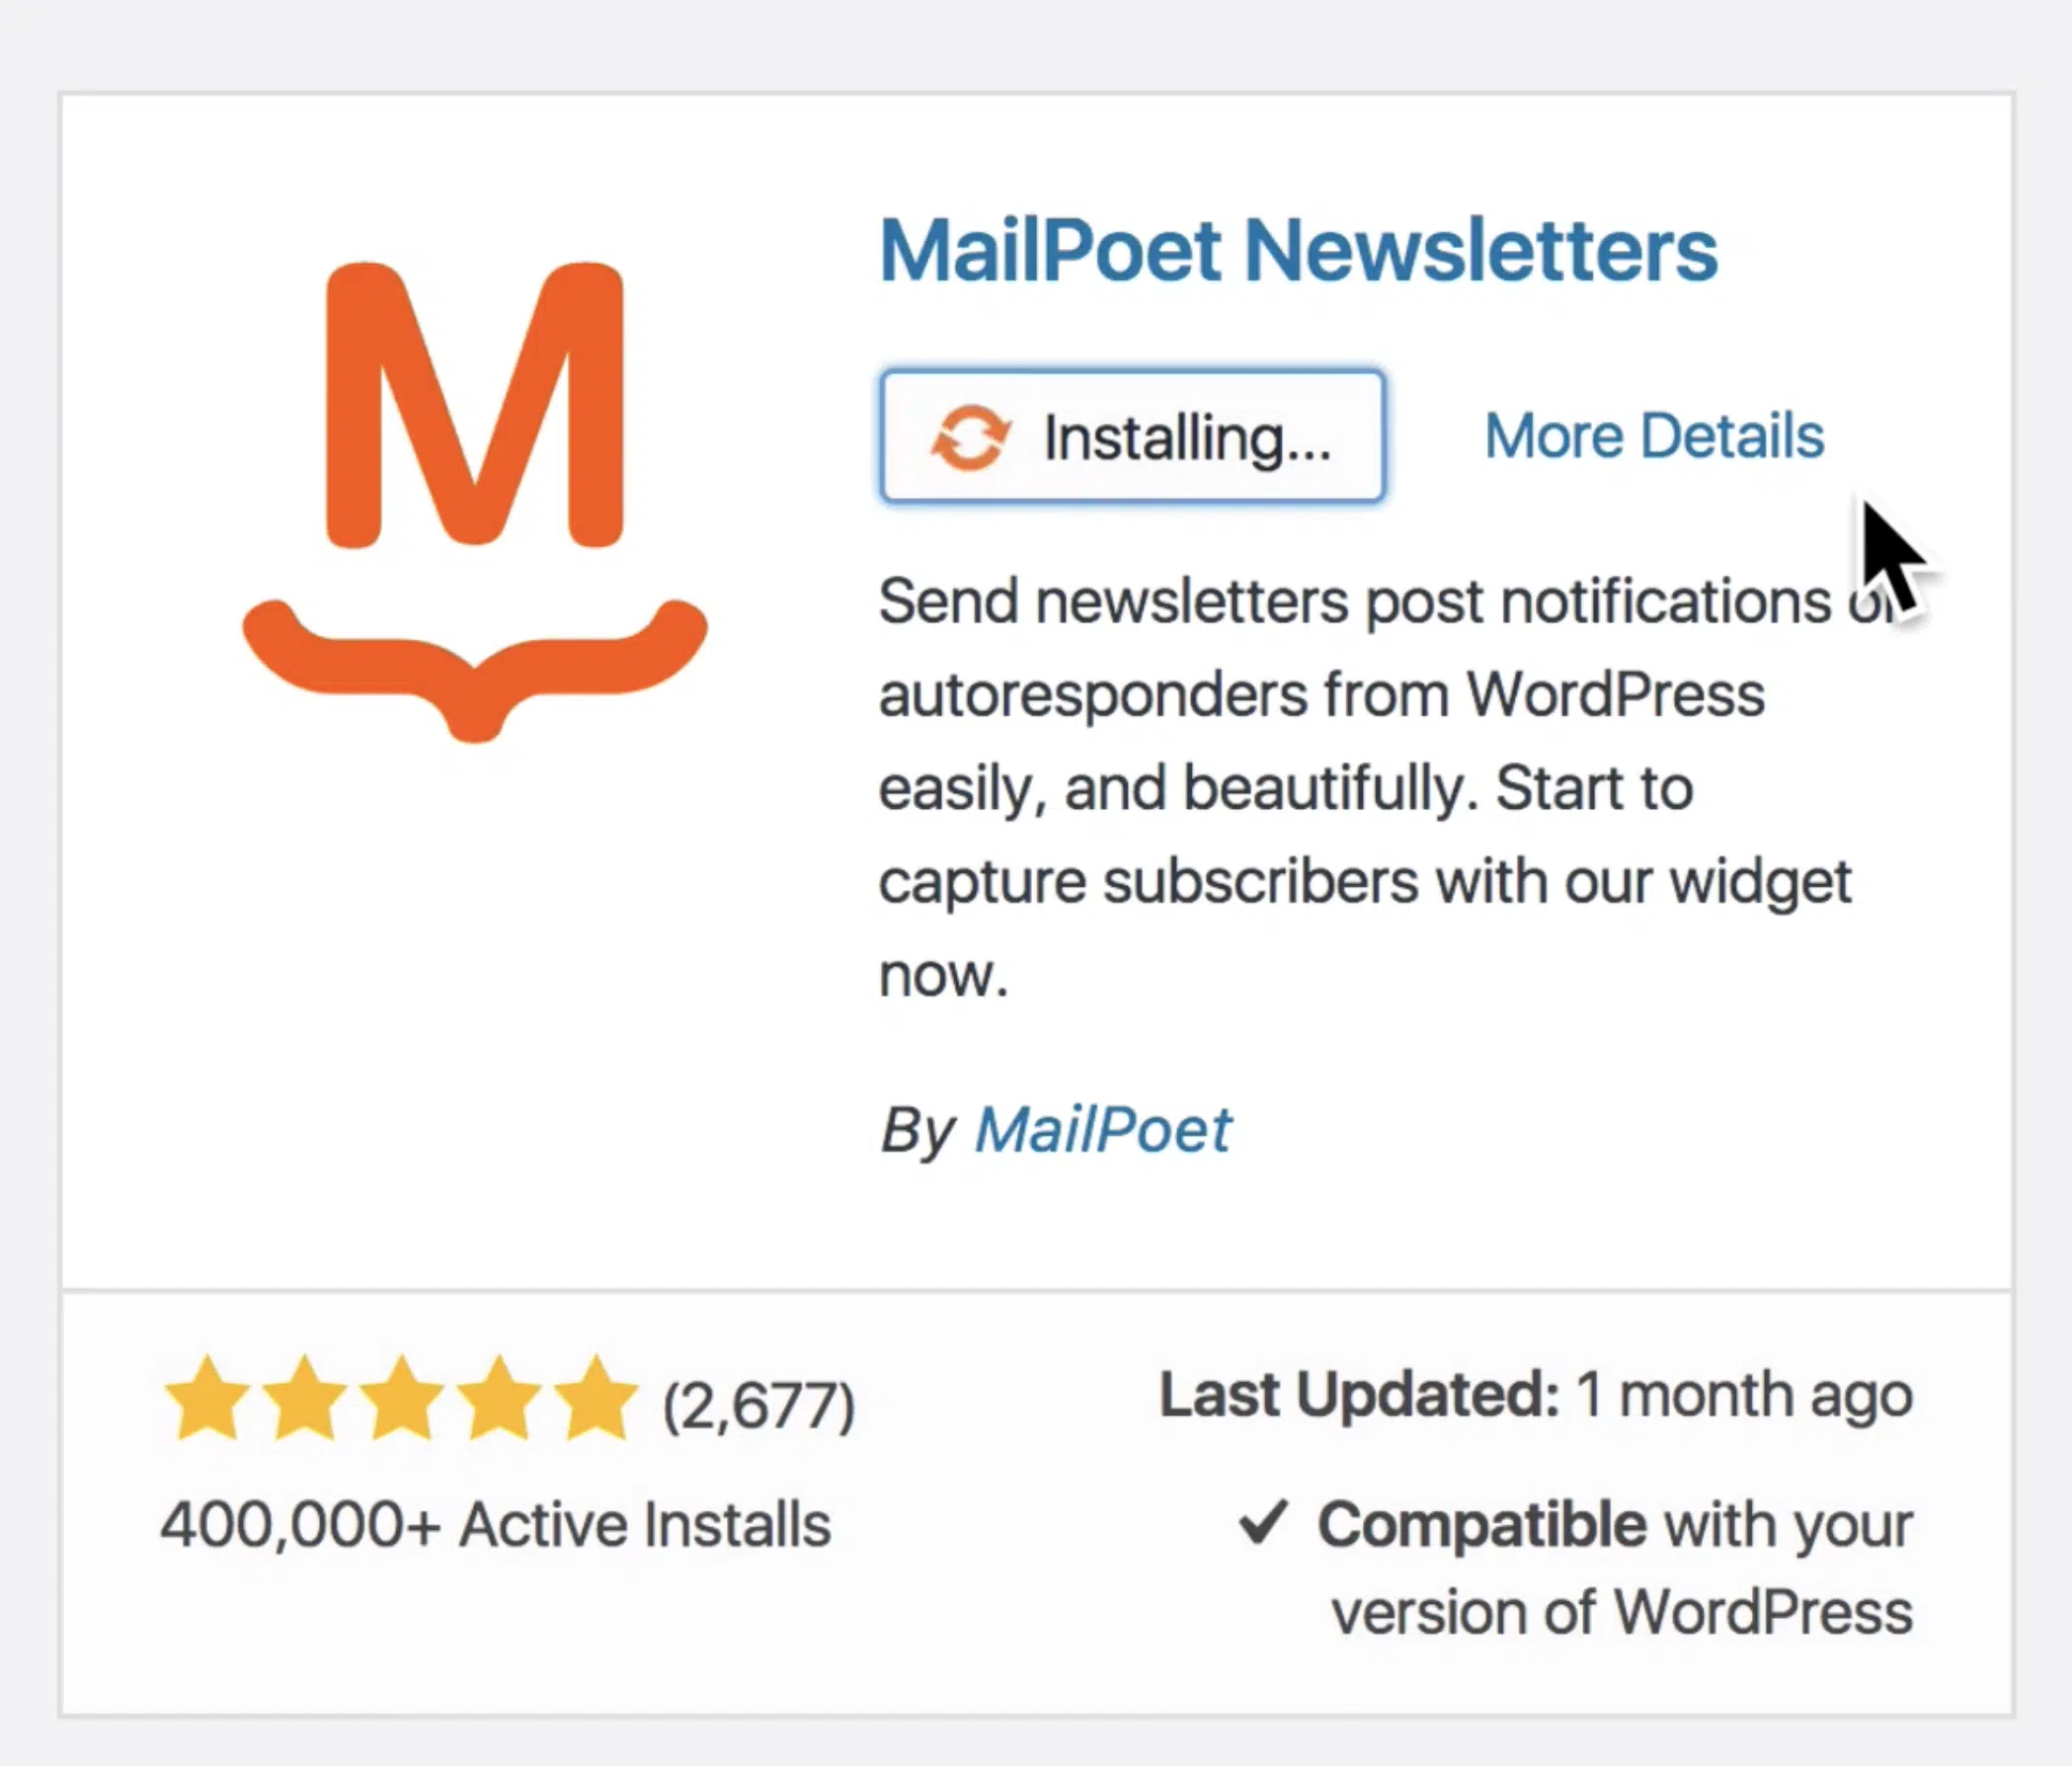 M
MailPoet Newsletters
Installing... More Details
Send newsletters post notifications
autoresponders from WordPress
easily, and beautifully. Start to
capture subscribers with our widget
now.
By MailPoet
(2,677) Last Updated: 1 month ago
400,000+ Active Installs ✓ Compatible with your
version of WordPress